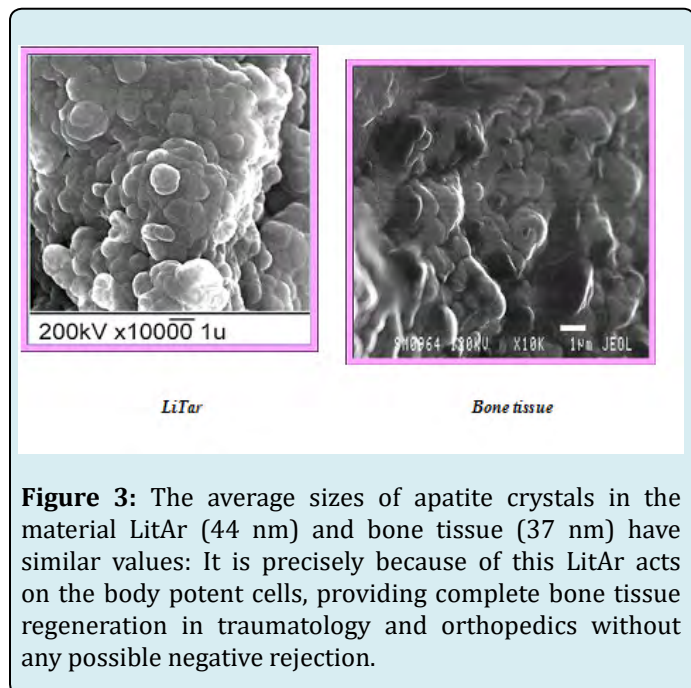 200kV x10000 1u
SM0964 130KV X10K 1µm JEOL
LiTar
Bone tissue
Figure 3: The average sizes of apatite crystals in the
material LitAr (44 nm) and bone tissue (37 nm) have
similar values: It is precisely because of this LitAr acts
on the body potent cells, providing complete bone tissue
regeneration in traumatology and orthopedics without
any possible negative rejection.